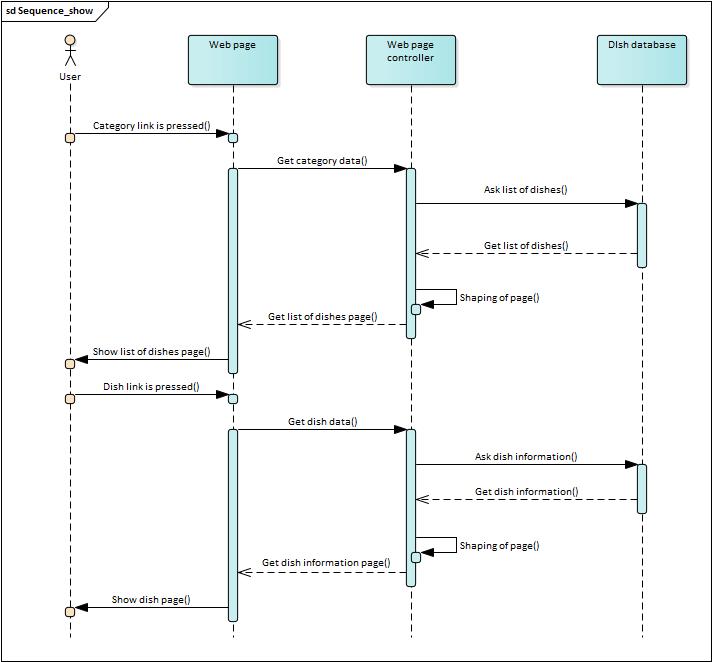 sd Sequence_show
User
Web page
Web page
controller
DIsh database
Category link is pressed()
Get category data()
Ask list of dishes()
Get list of dishes()
Shaping of page()
Get list of dishes page()
Show list of dishes page()
Dish link is pressed()
Get dish data()
Ask dish information()
Get dish information()
Shaping of page()
Get dish information page()
Show dish page()